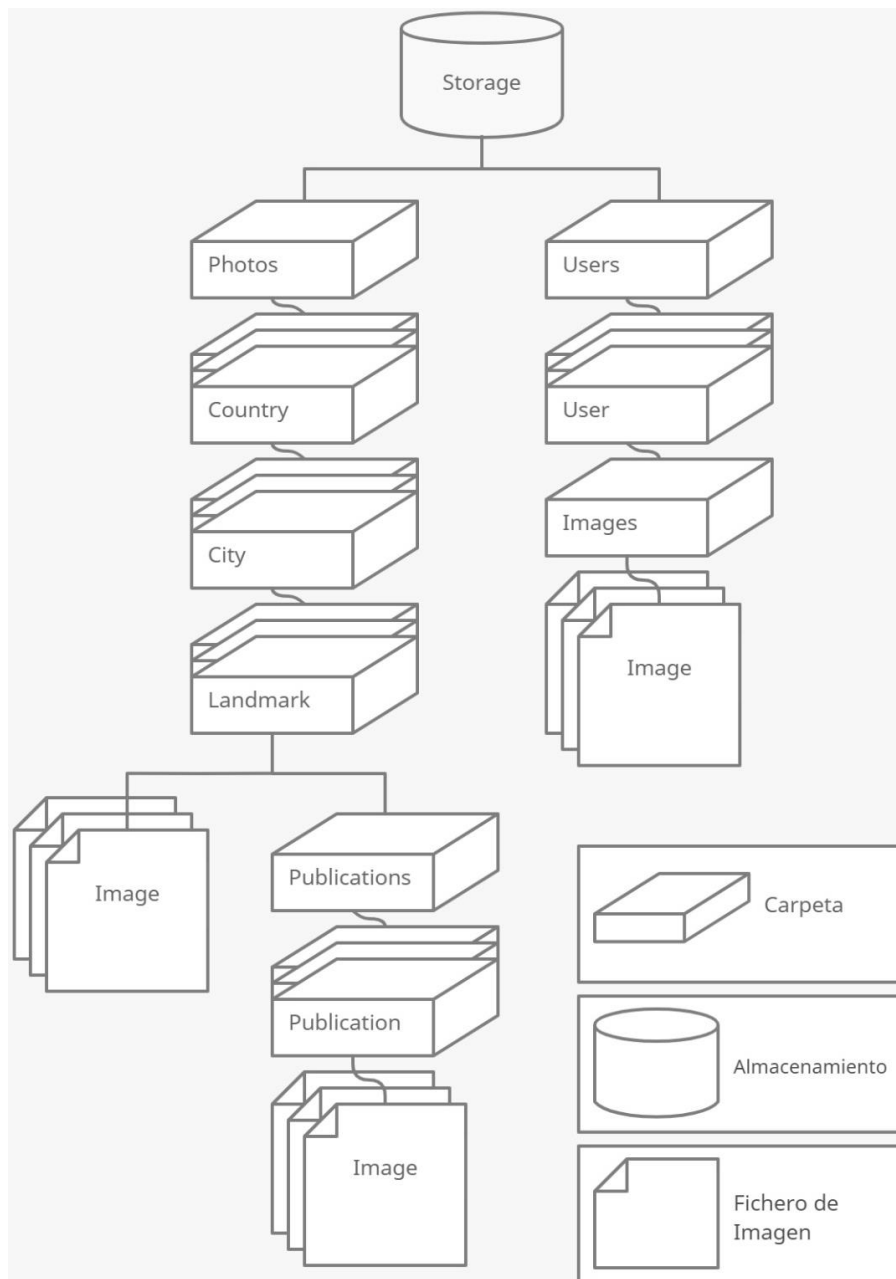 Storage
Photos
Users
Country
User
City
Images
Landmark
Image
Image
Publications
Publication
Image
Carpeta
Almacenamiento
Fichero de
Imagen